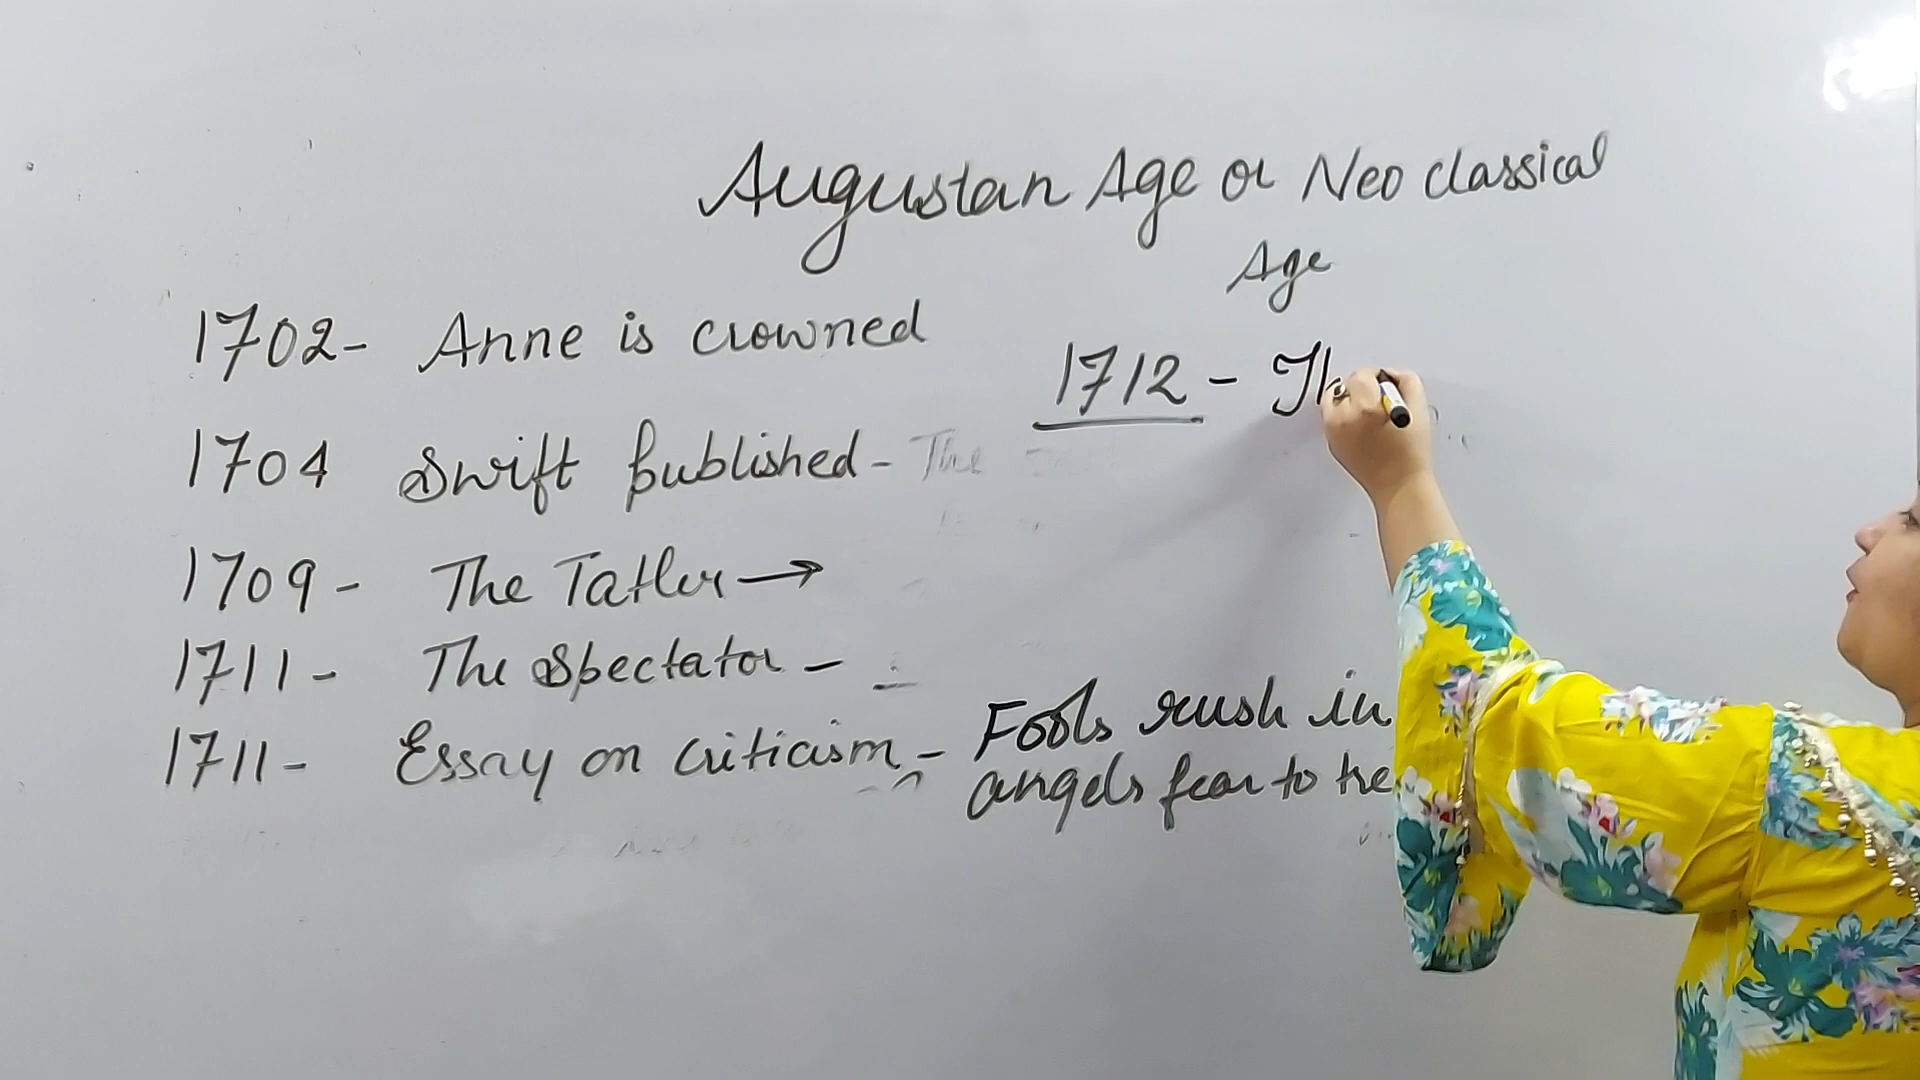 Augustan Age or Neo classical
Age
1702- Anne is crowned
1704 Swift published - The
1709 - The Tatler →
1711 - The Spectator -
1711 - Essay on criticism -
1712 - Th
Fools rush in
angels fear to tre